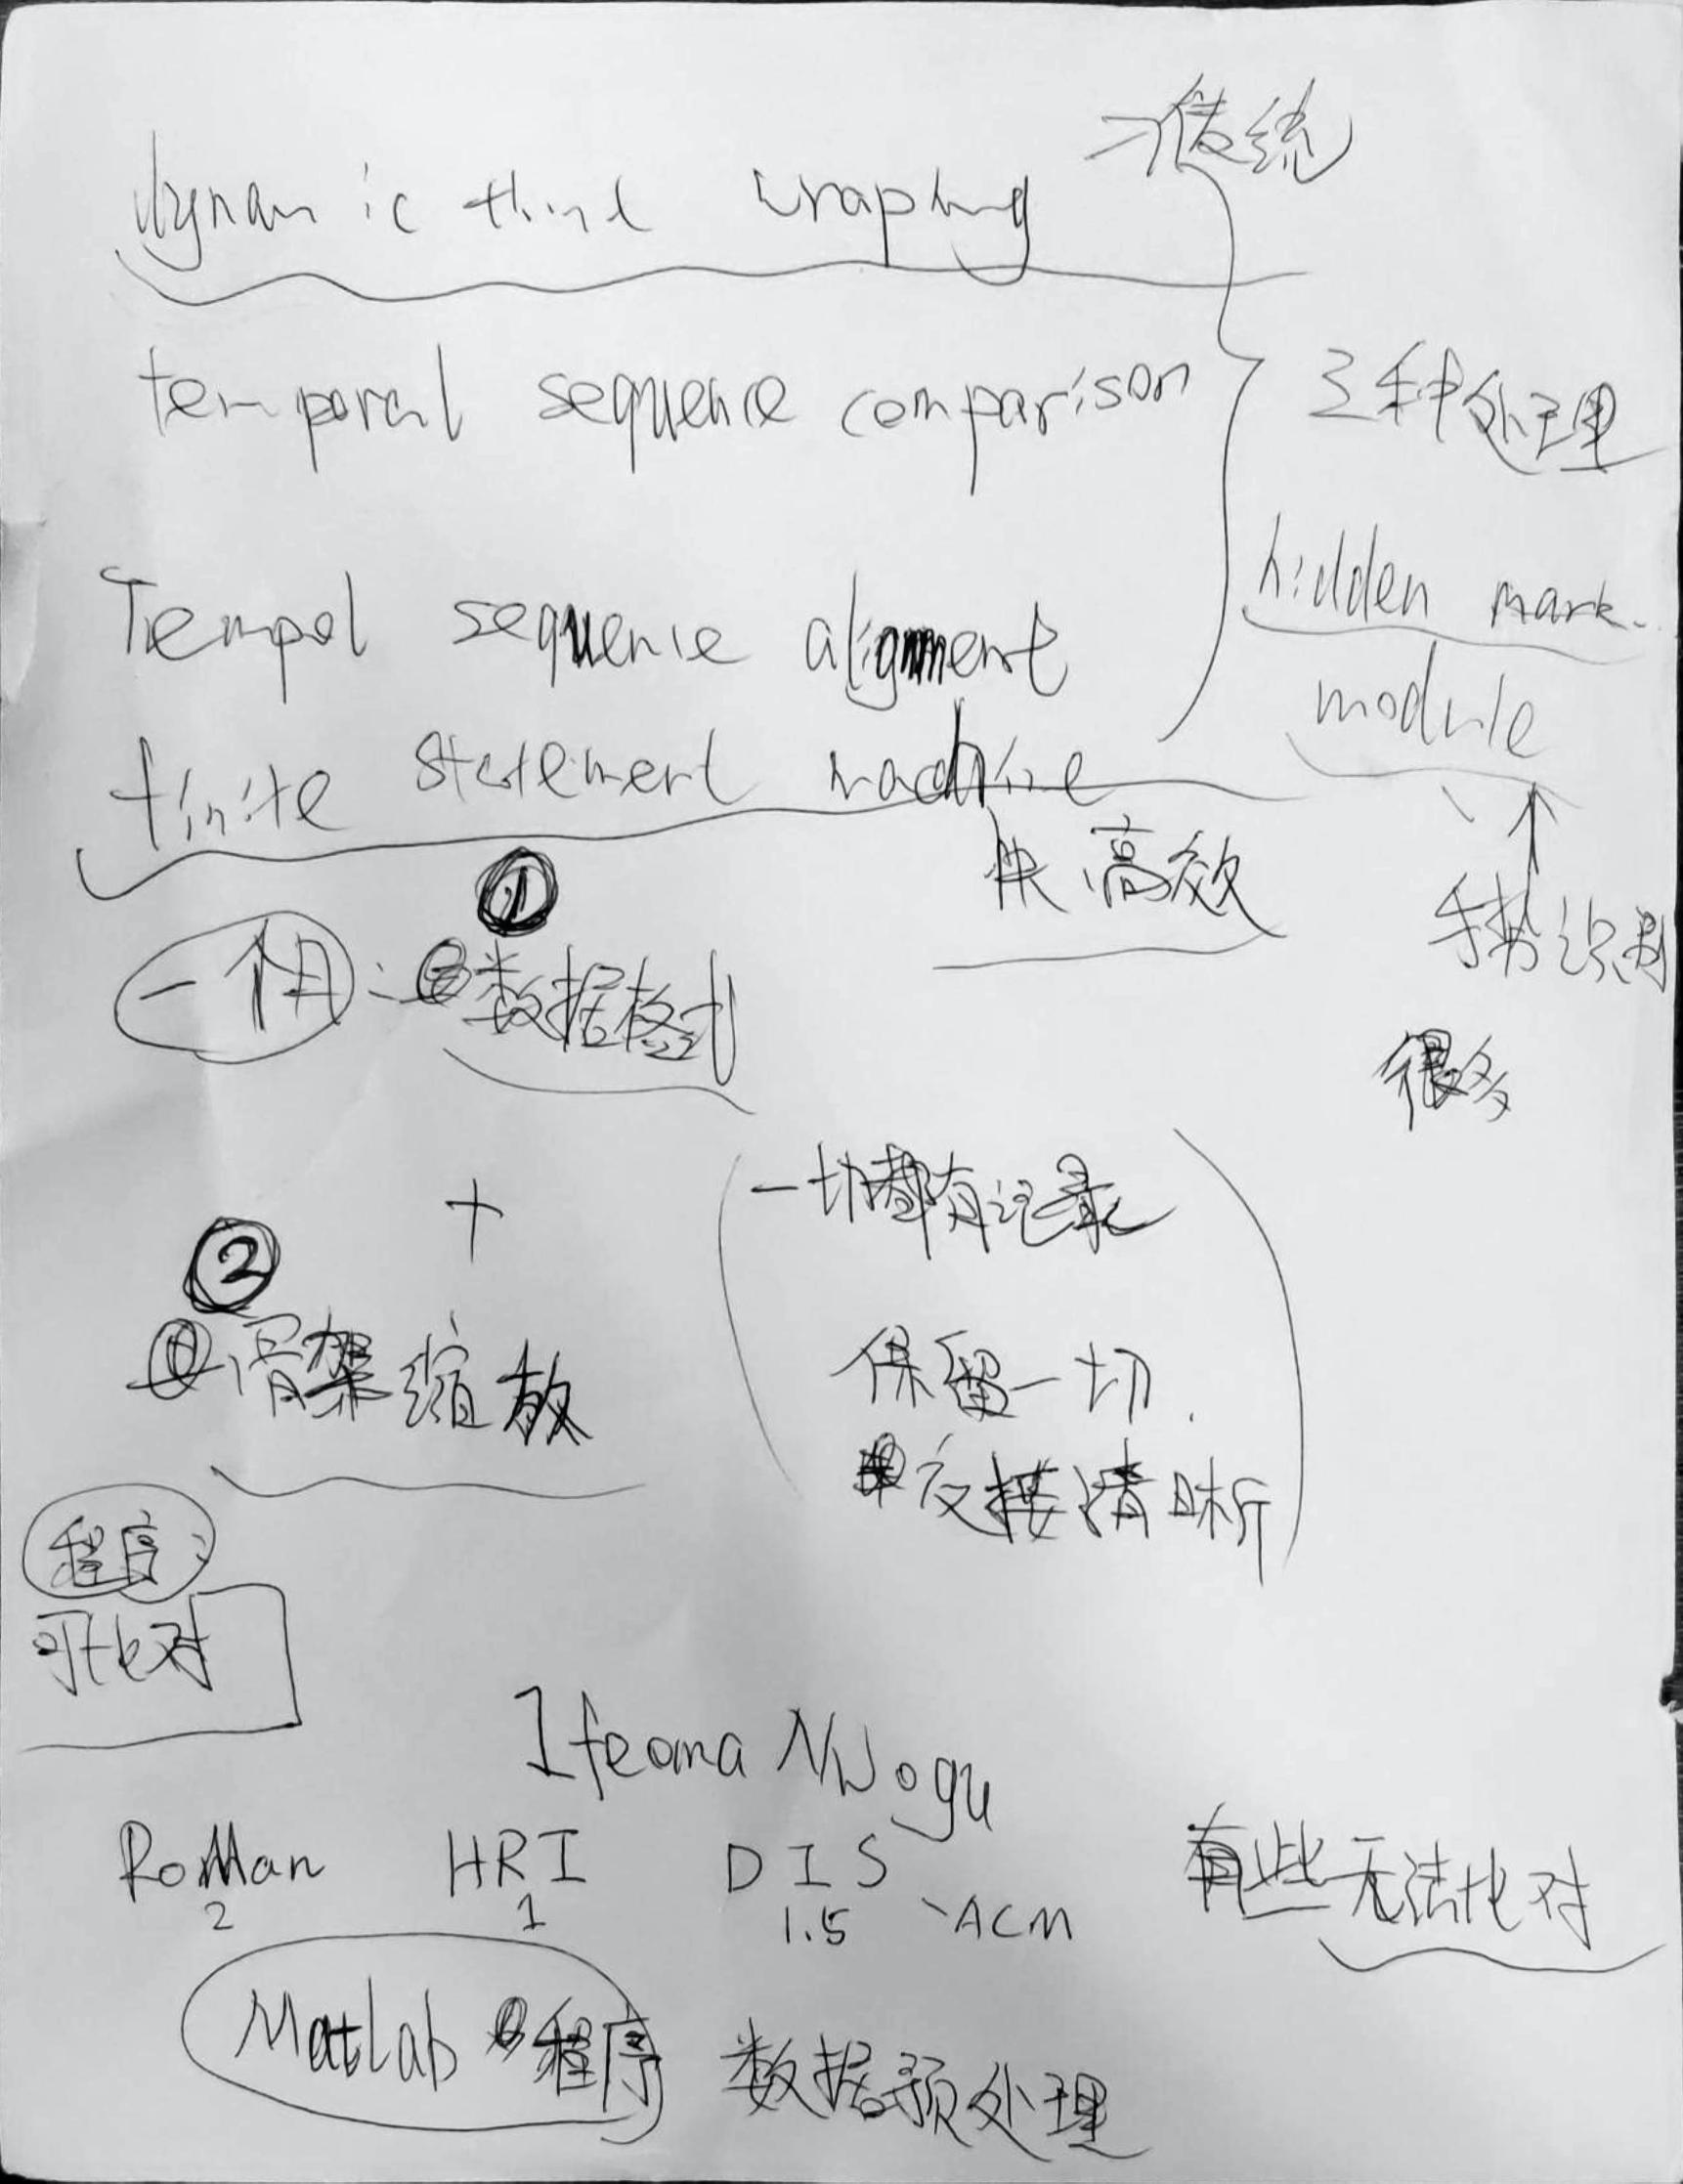 →传统
dynamic time wraping
temporal sequence comparison
三种处理
Tempol sequence alignment
hidden mark.
module
finite statement machine
快 高效
手势识别
很多
①
一个月: 数据格式
+
②
骨架缩放
一切都有记录
保留一切.
交接清晰
程序:
可比对
Ifeoma NWogu
RoMan HRI DIS
2 1 1.5 ACM
有些无法比对
Matlab 程序 数据预处理